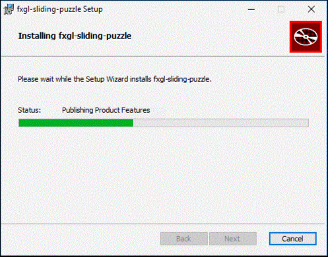 fxgl-sliding-puzzle Setup
Installing fxgl-sliding-puzzle
Please wait while the Setup Wizard installs fxgl-sliding-puzzle.
Status: Publishing Product Features
Back Next Cancel